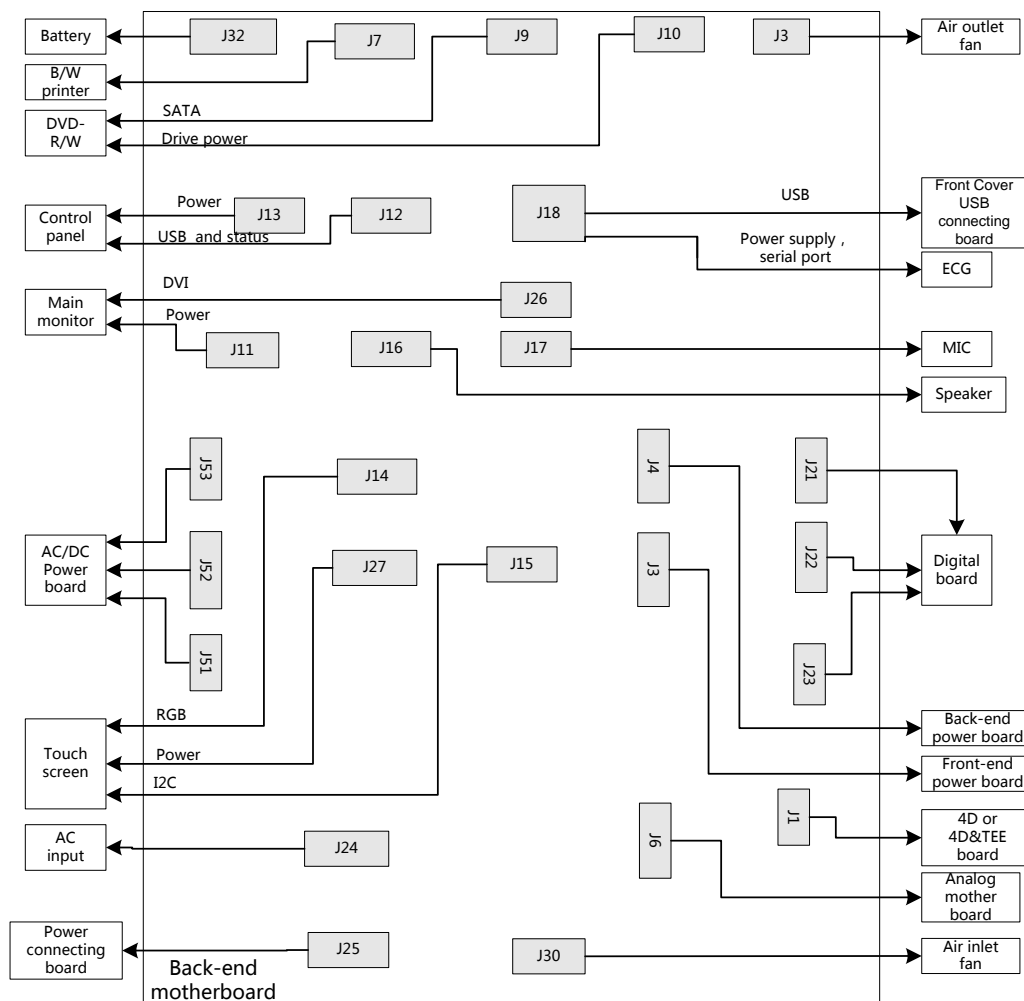 Battery
J32
J7
J9
J10
J3
Air outlet
fan
B/W
printer
DVD-
R/W
SATA
Drive power
Control
panel
Power
J13
J12
USB and status
J18
USB
Front Cover
USB
connecting
board
Power supply ,
serial port
ECG
Main
monitor
DVI
J26
Power
J11
J16
J17
MIC
Speaker
J53
J14
J4
J21
AC/DC
Power
board
J52
J27
J15
J3
J22
Digital
board
J51
J23
Touch
screen
RGB
Power
I2C
Back-end
power board
Front-end
power board
AC
input
J24
J6
J1
4D or
4D&TEE
board
Analog
mother
board
Power
connecting
board
J25
J30
Air inlet
fan
Back-end
motherboard